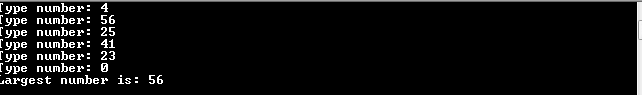 Type number: 4
Type number: 56
Type number: 25
Type number: 41
Type number: 23
Type number: 0
Largest number is: 56